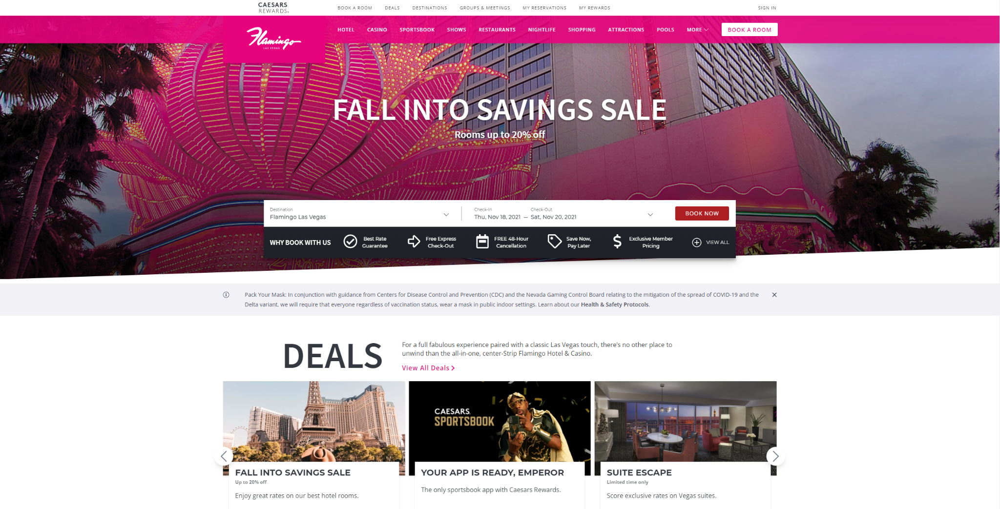 CAESARS
REWARDS®
BOOK A ROOM
DEALS
DESTINATIONS
GROUPS & MEETINGS
MY RESERVATIONS
MY REWARDS
SIGN IN
Flamingo
LAS VEGAS
HOTEL
CASINO
SPORTSBOOK
SHOWS
RESTAURANTS
NIGHTLIFE
SHOPPING
ATTRACTIONS
POOLS
MORE
BOOK A ROOM
FALL INTO SAVINGS SALE
Rooms up to 20% off
Destination
Flamingo Las Vegas
Check-In
Check-Out
Thu, Nov 18, 2021 — Sat, Nov 20, 2021
BOOK NOW
WHY BOOK WITH US
Best Rate
Guarantee
Free Express
Check-Out
FREE 48-Hour
Cancellation
Save Now,
Pay Later
Exclusive Member
Pricing
VIEW ALL
Pack Your Mask: In conjunction with guidance from Centers for Disease Control and Prevention (CDC) and the Nevada Gaming Control Board relating to the mitigation of the spread of COVID-19 and the
Delta variant, we will require that everyone regardless of vaccination status, wear a mask in public indoor settings. Learn about our Health & Safety Protocols.
DEALS
For a full fabulous experience paired with a classic Las Vegas touch, there's no other place to
unwind than the all-in-one, center-Strip Flamingo Hotel & Casino.
View All Deals
BALLY'S
CAESARS
SPORTSBOOK
FALL INTO SAVINGS SALE
Up to 20% off
Enjoy great rates on our best hotel rooms.
YOUR APP IS READY, EMPEROR
The only sportsbook app with Caesars Rewards.
SUITE ESCAPE
Limited time only
Score exclusive rates on Vegas suites.